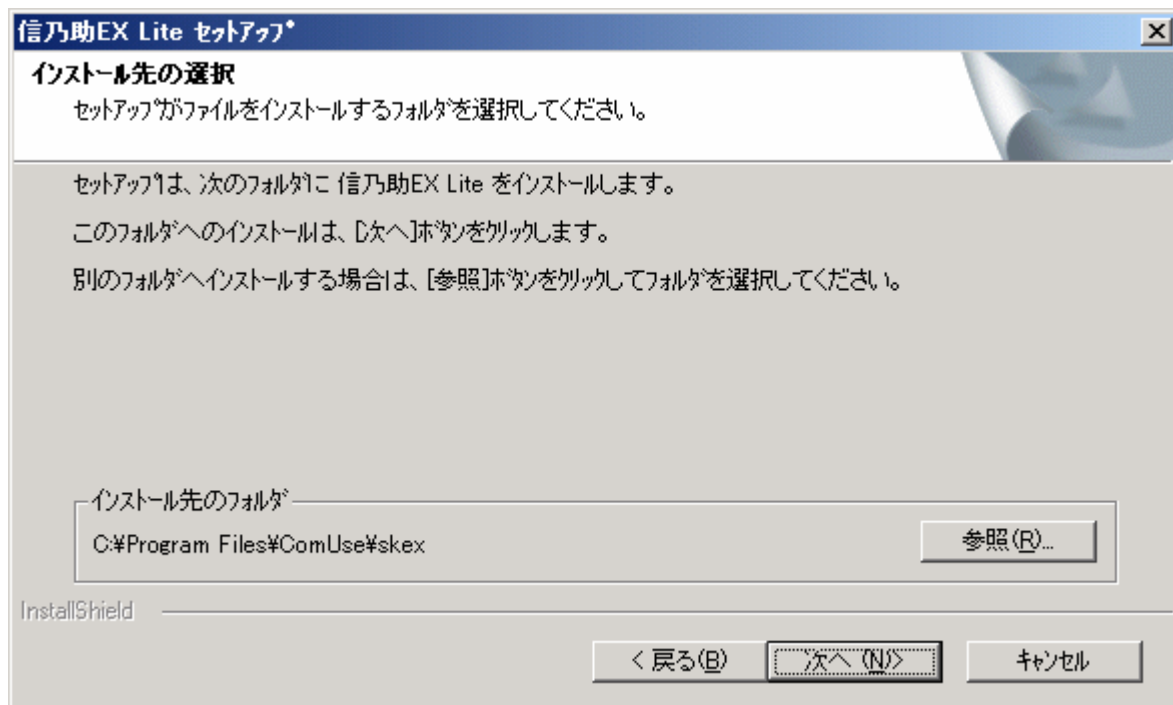 信乃助EX Lite セットアップ
インストール先の選択
セットアップがファイルをインストールするフォルダを選択してください。
セットアップは、次のフォルダに 信乃助EX Lite をインストールします。
このフォルダへのインストールは、[次へ]ボタンをクリックします。
別のフォルダへインストールする場合は、[参照]ボタンをクリックしてフォルダを選択してください。
インストール先のフォルダ
C:¥Program Files¥ComUse¥skex
参照(R)...
InstallShield
< 戻る(B)
次へ (N)>
キャンセル